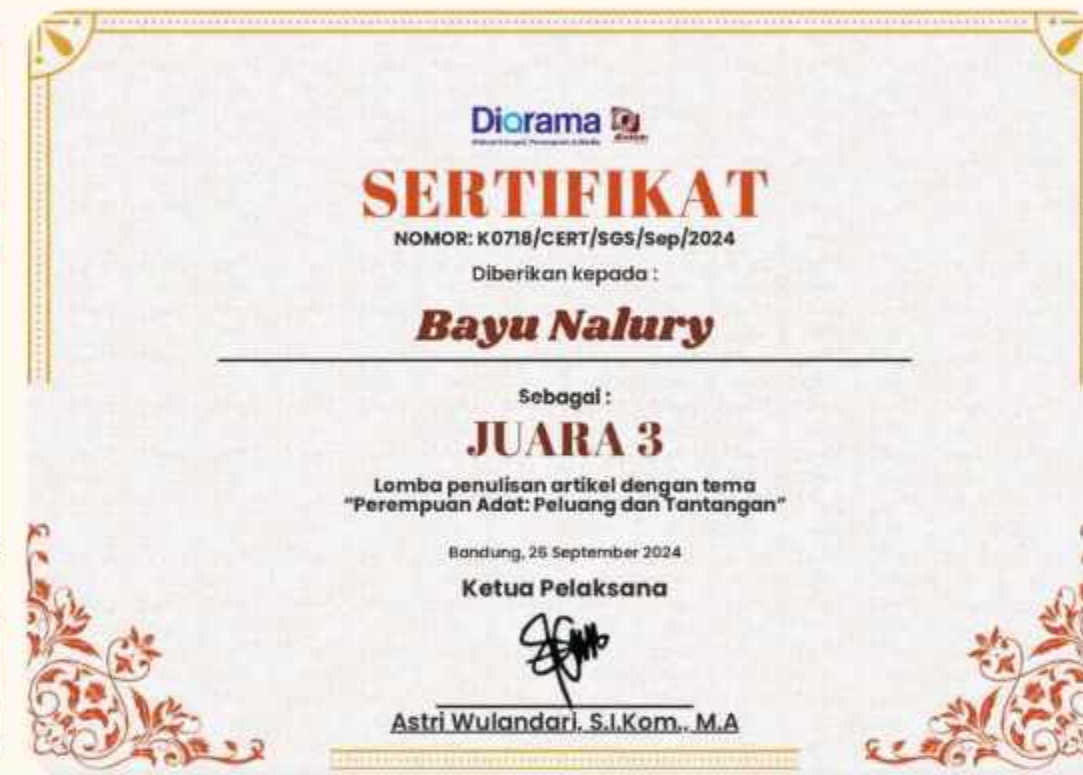 Diorama
SERTIFIKAT
NOMOR: K0718/CERT/SGS/Sep/2024
Diberikan kepada :
Bayu Nalury
Sebagai :
JUARA 3
Lomba penulisan artikel dengan tema
“Perempuan Adat: Peluang dan Tantangan”
Bandung, 26 September 2024
Ketua Pelaksana
Astri Wulandari, S.I.Kom., M.A